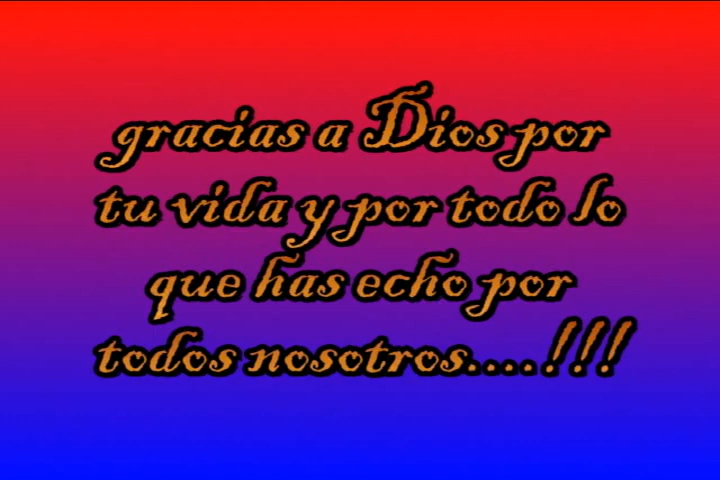 gracias a Dios por
tu vida y por todo lo
que has echo por
todos nosotros....!!!